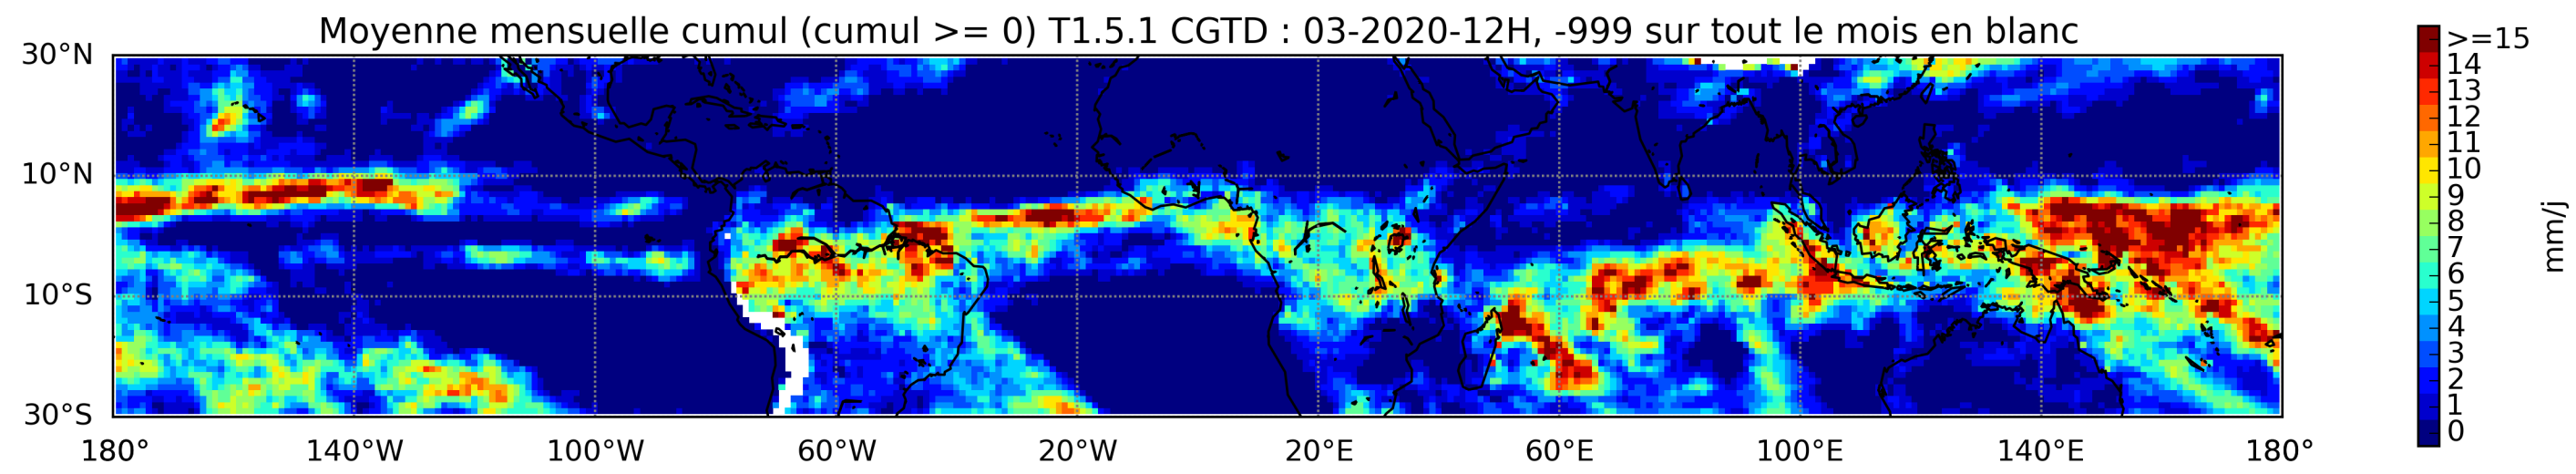 Moyenne mensuelle cumul (cumul >= 0) T1.5.1 CGTD : 03-2020-12H, -999 sur tout le mois en blanc
30°N
10°N
10°S
30°S
180°
140°W
100°W
60°W
20°W
20°E
60°E
100°E
140°E
180°
>=15
14
13
12
11
10
9
8
7
6
5
4
3
2
1
0
mm/j